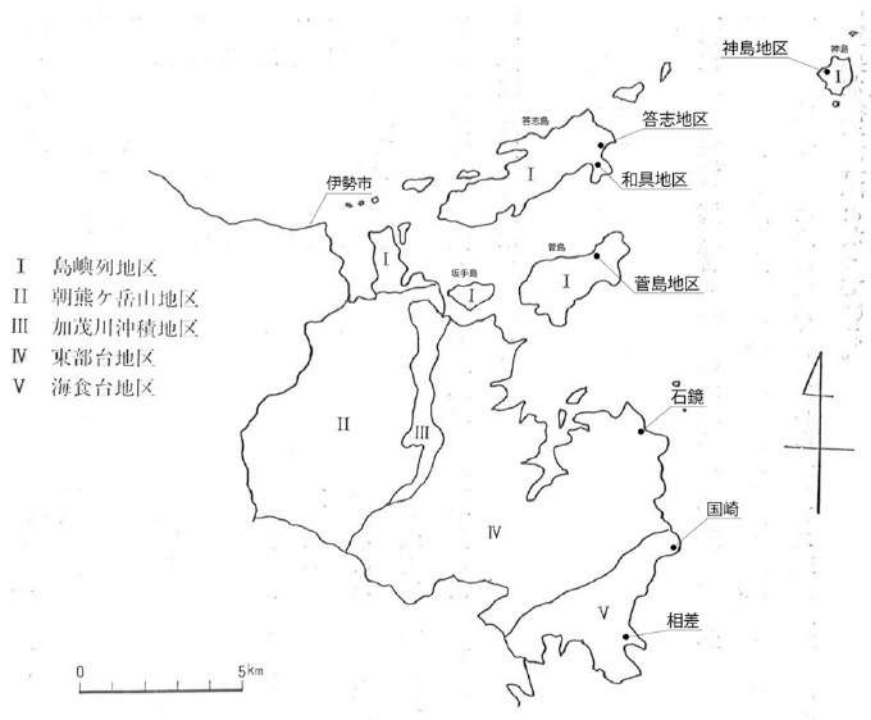 神島地区
神島
I
答志島
答志地区
I
和具地区
伊勢市
I
菅島
坂手島
I
I
菅島地区
I 島嶼列地区
II 朝熊ケ岳山地区
III 加茂川沖積地区
IV 東部台地区
V 海食台地区
石鏡
II
III
国崎
IV
V
相差
0 5Km